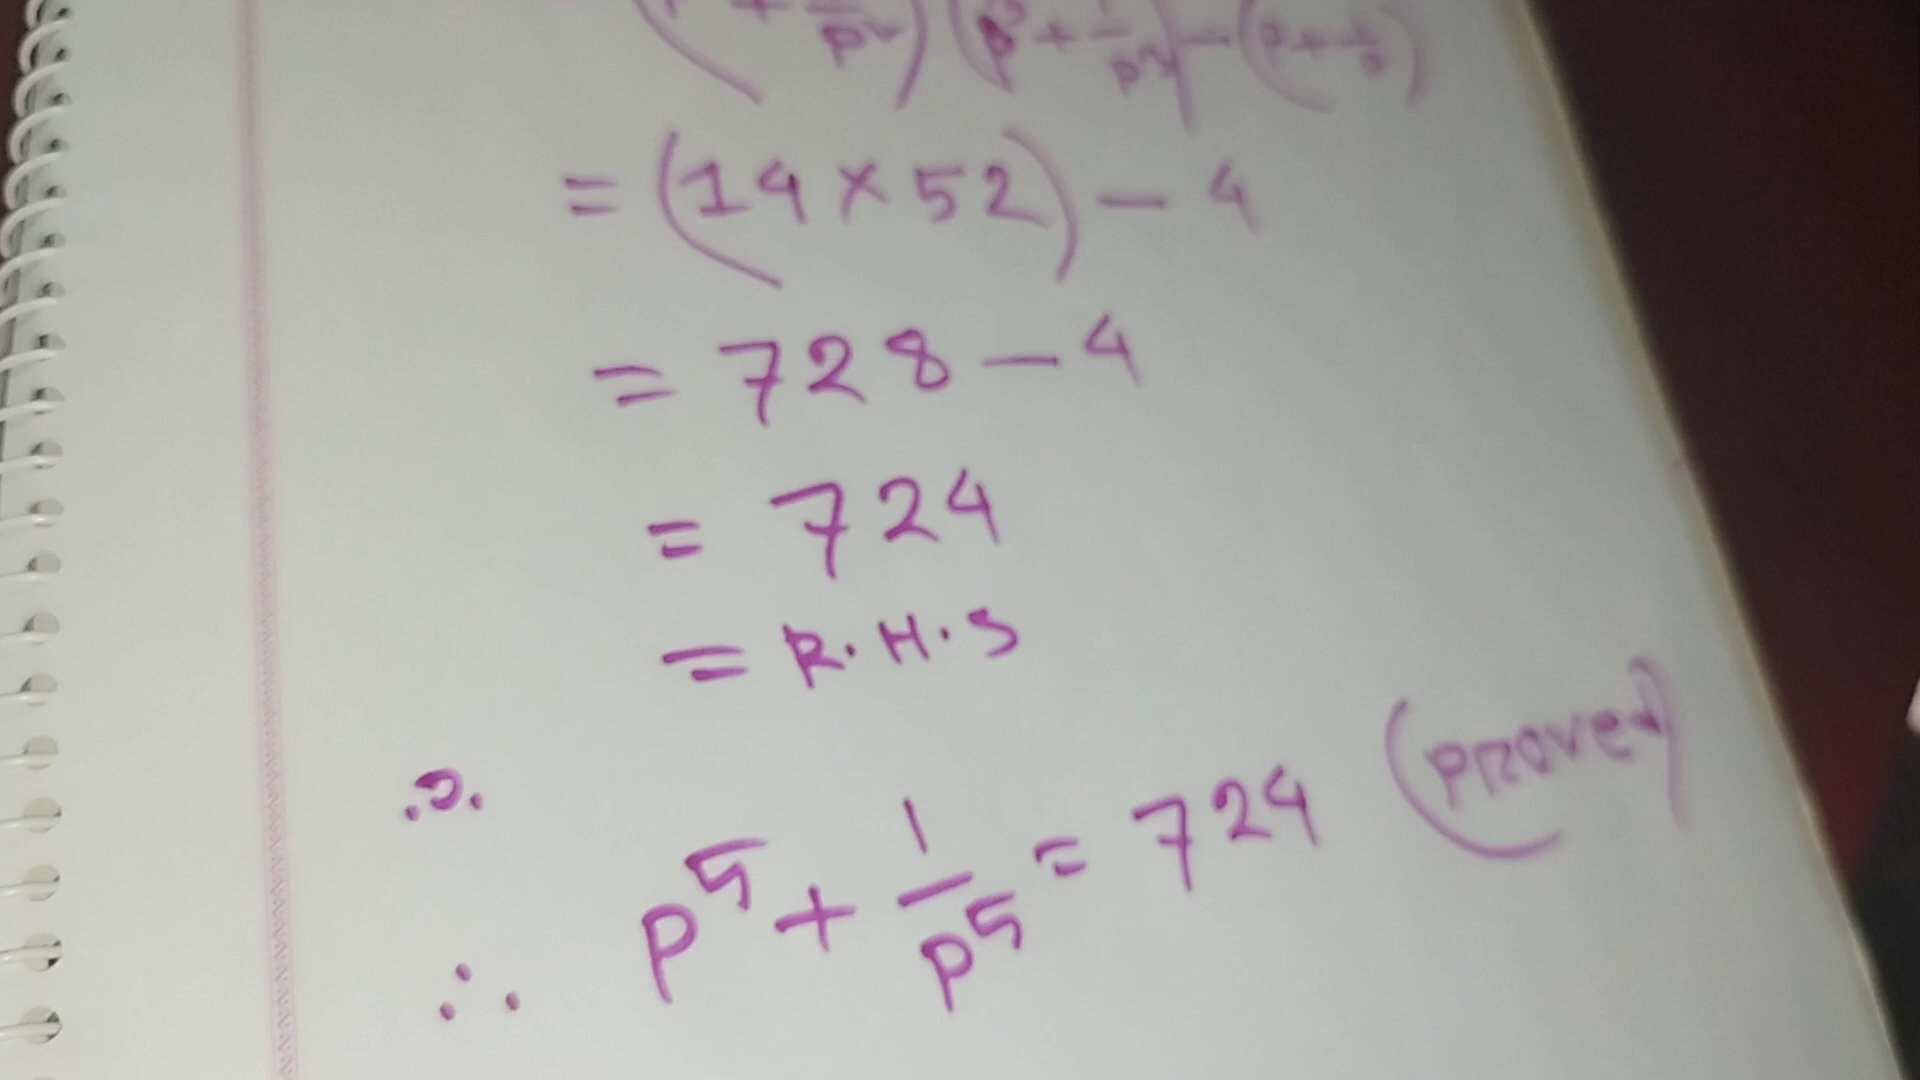 = (14 × 52) - 4
= 728 - 4
= 724
= R.H.S
∴ p⁵ + 1/p⁵ = 724 (Proved)